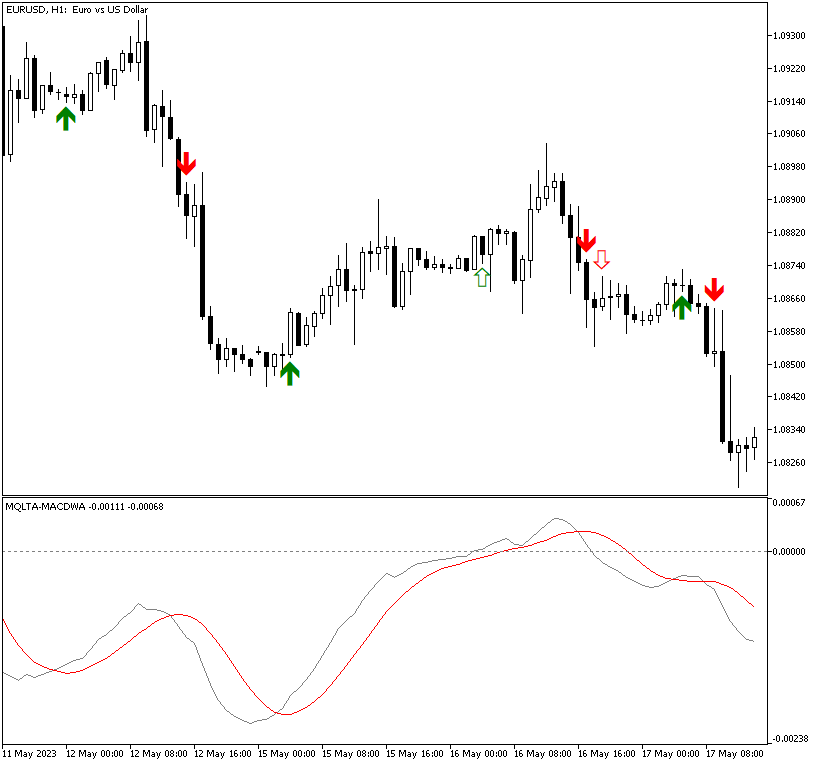 EURUSD, H1: Euro vs US Dollar
1.09300
1.09220
1.09140
1.09060
1.08980
1.08900
1.08820
1.08740
1.08660
1.08580
1.08500
1.08420
1.08340
1.08260
MQLTA-MACDWA -0.00111 -0.00068
0.00067
0.00000
-0.00238
11 May 2023
12 May 00:00
12 May 08:00
12 May 16:00
15 May 00:00
15 May 08:00
15 May 16:00
16 May 00:00
16 May 08:00
16 May 16:00
17 May 00:00
17 May 08:00